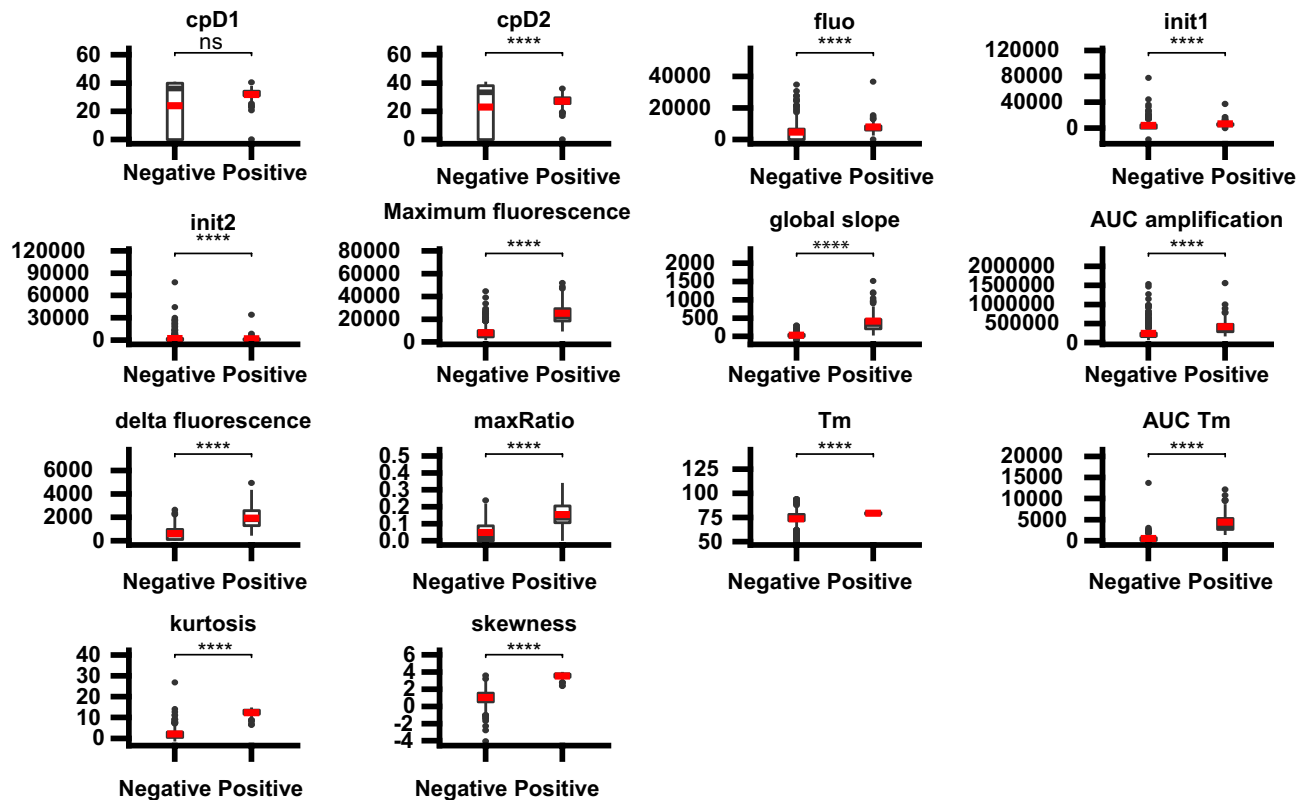 cpD1
ns
60
40
20
0
Negative Positive
cpD2
****
60
40
20
0
Negative Positive
fluo
****
40000
20000
0
Negative Positive
init1
****
120000
80000
40000
0
Negative Positive
init2
****
120000
90000
60000
30000
0
Negative Positive
Maximum fluorescence
****
80000
60000
40000
20000
0
Negative Positive
global slope
****
2000
1500
1000
500
0
Negative Positive
AUC amplification
****
2000000
1500000
1000000
500000
0
Negative Positive
delta fluorescence
****
6000
4000
2000
0
Negative Positive
maxRatio
****
0.5
0.4
0.3
0.2
0.1
0.0
Negative Positive
Tm
****
125
100
75
50
Negative Positive
AUC Tm
****
20000
15000
10000
5000
0
Negative Positive
kurtosis
****
40
30
20
10
0
Negative Positive
skewness
****
6
4
2
0
-2
-4
Negative Positive